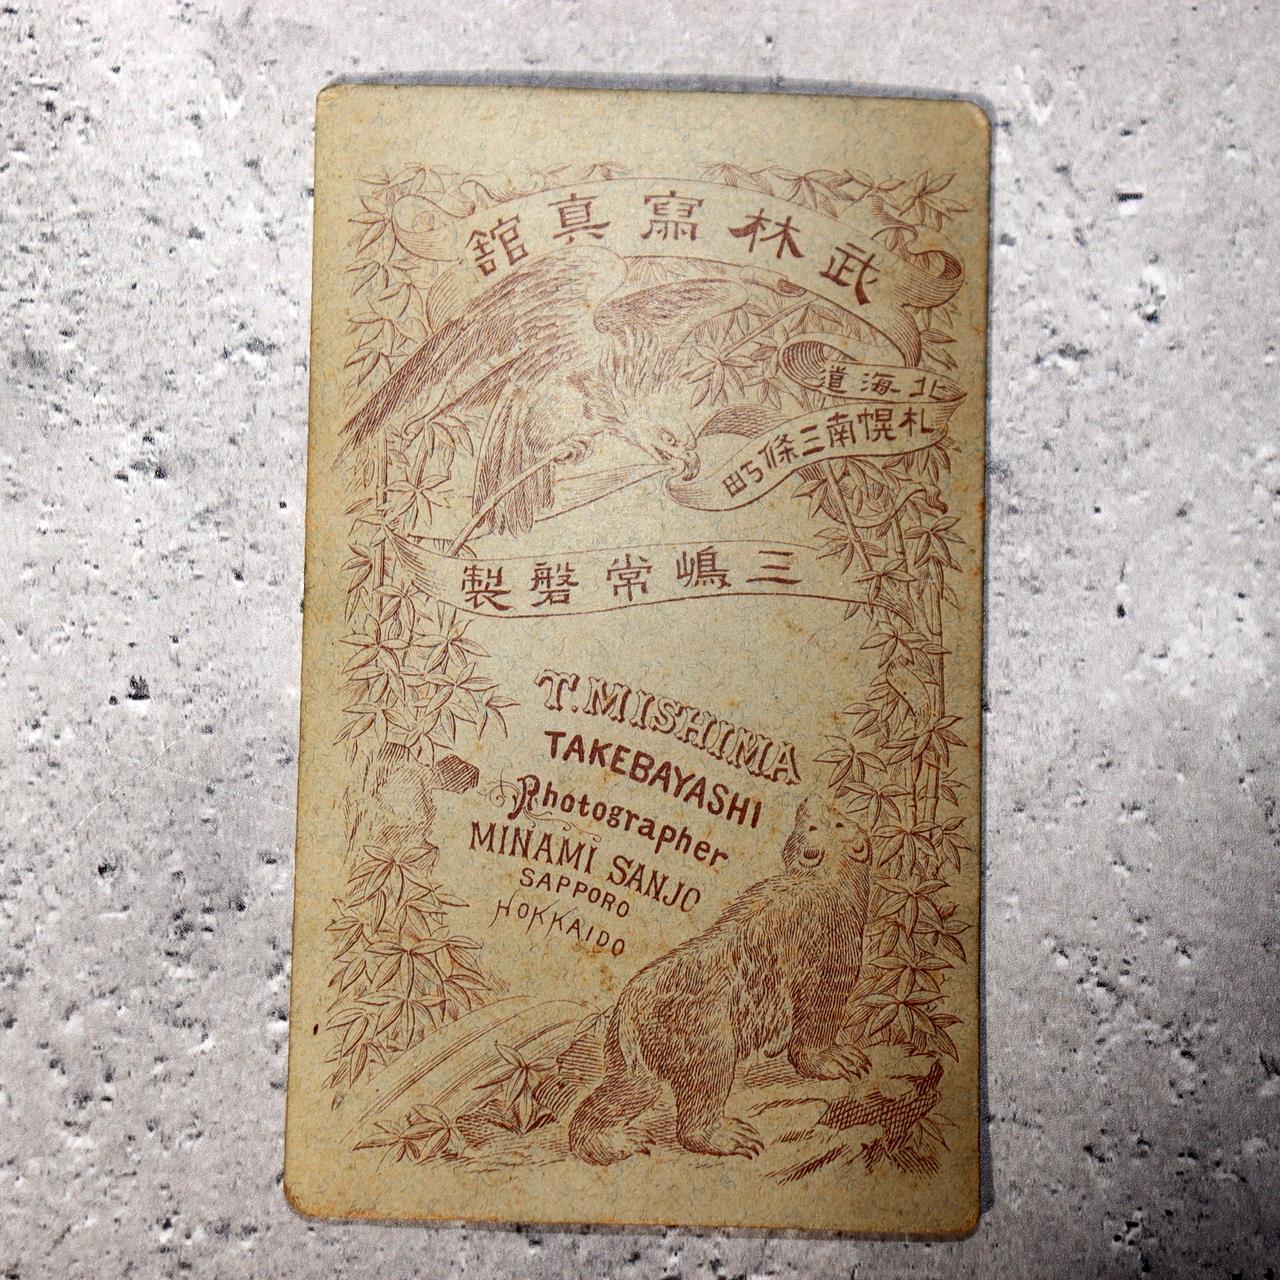 武林寫真館
北海道
札幌南三條町
三嶋常磐製
T. MISHIMA
TAKEBAYASHI
Photographer
MINAMI SANJO
SAPPORO
HOKKAIDO